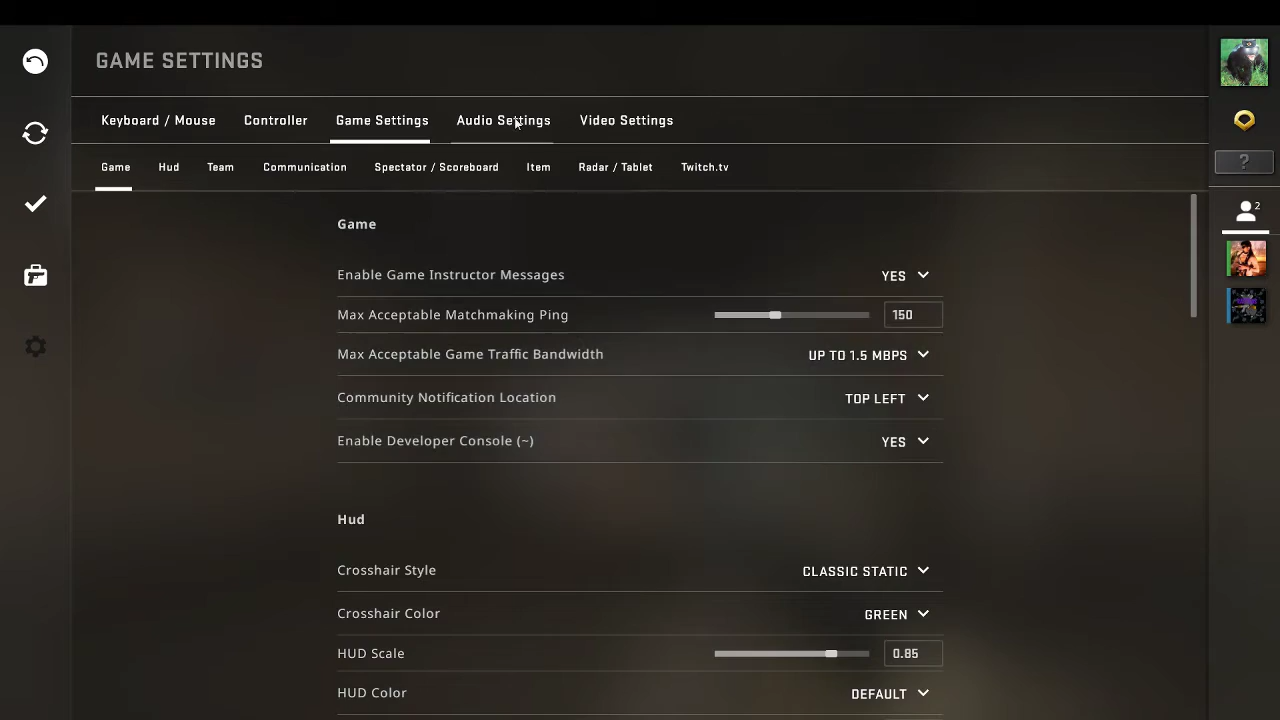 GAME SETTINGS
Keyboard / Mouse Controller Game Settings Audio Settings Video Settings
Game Hud Team Communication Spectator / Scoreboard Item Radar / Tablet Twitch.tv
?
2
Game
Enable Game Instructor Messages YES
Max Acceptable Matchmaking Ping 150
Max Acceptable Game Traffic Bandwidth UP TO 1.5 MBPS
Community Notification Location TOP LEFT
Enable Developer Console (~) YES
Hud
Crosshair Style CLASSIC STATIC
Crosshair Color GREEN
HUD Scale 0.85
HUD Color DEFAULT